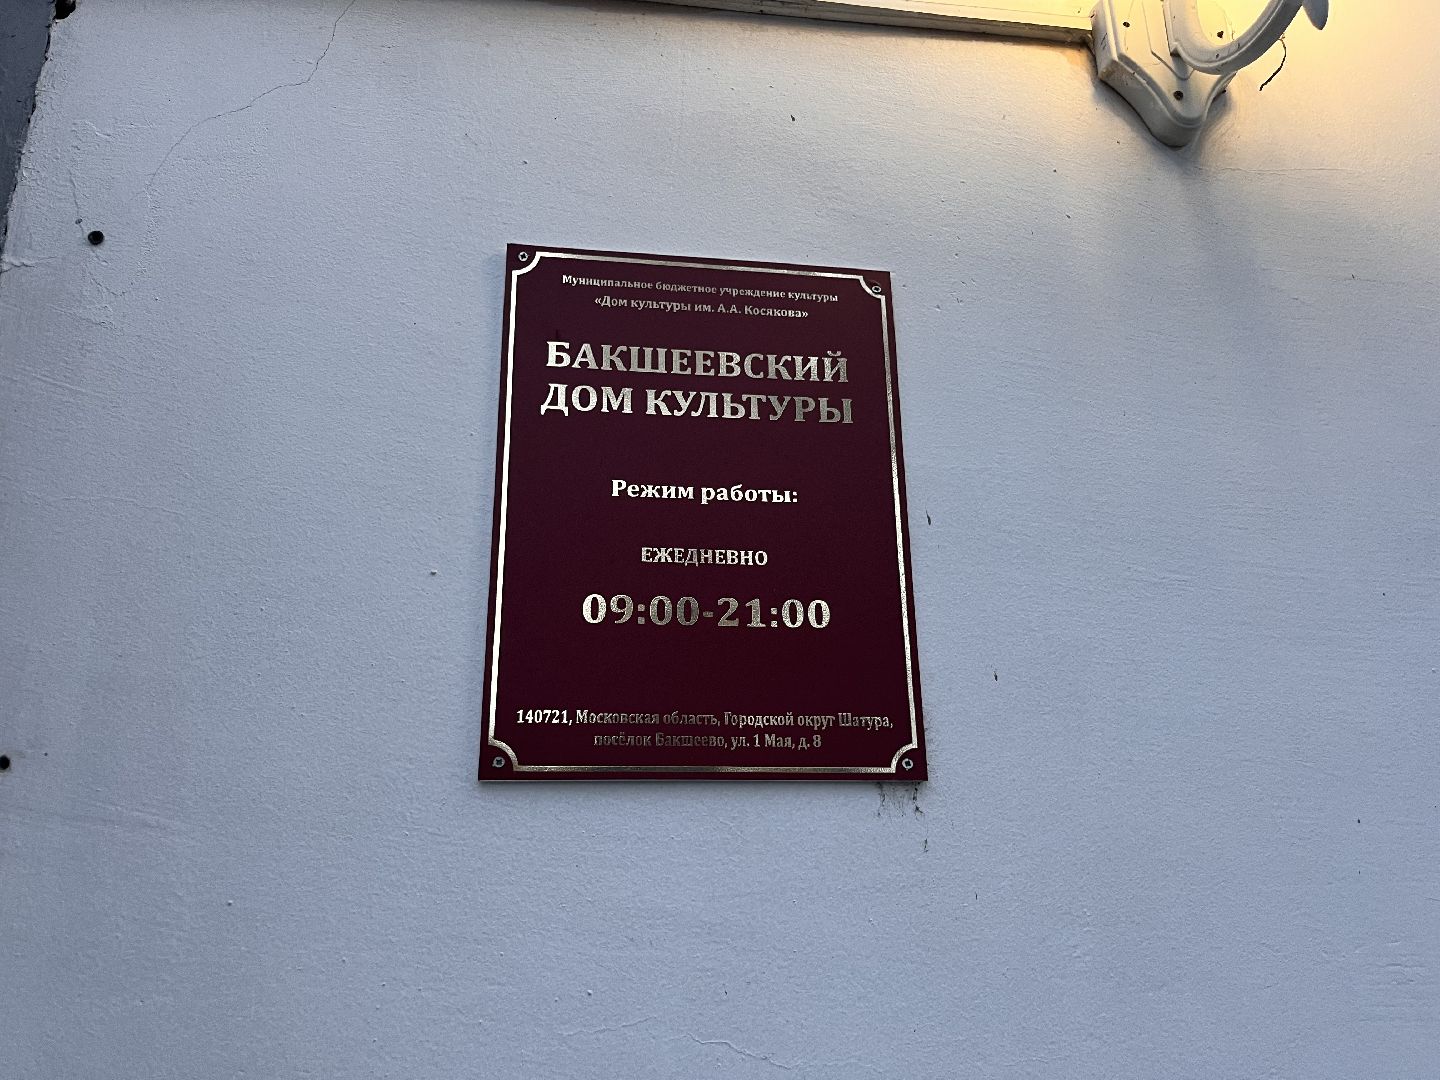 Муниципальное бюджетное учреждение культуры
«Дом культуры им. А.А. Косякова»
БАКШЕЕВСКИЙ
ДОМ КУЛЬТУРЫ
Режим работы:
ЕЖЕДНЕВНО
09:00-21:00
140721, Московская область, Городской округ Шатура,
посёлок Бакшеево, ул. 1 Мая, д. 8